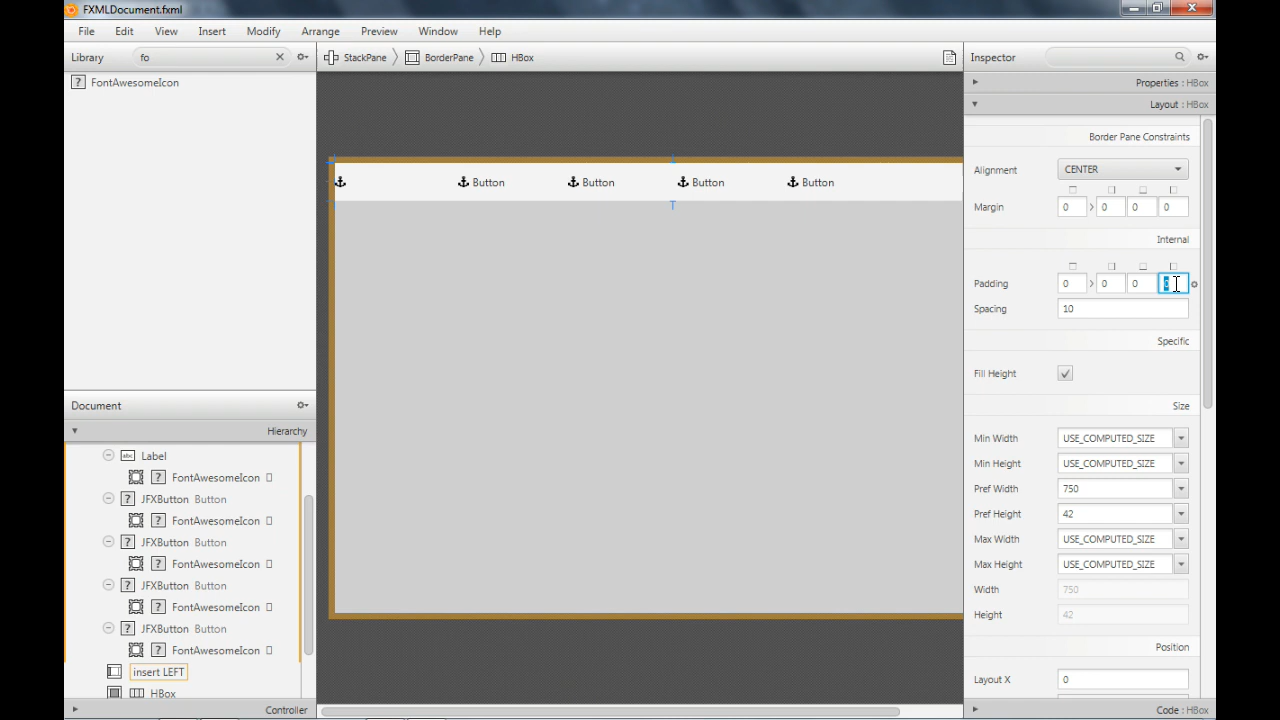 FXMLDocument.fxml
File Edit View Insert Modify Arrange Preview Window Help
Library fo
StackPane BorderPane HBox
Inspector
? FontAwesomeIcon
Properties : HBox
Layout : HBox
Border Pane Constraints
Alignment CENTER
Margin 0 0 0 0
Internal
Padding 0 0 0 0
Spacing 10
Specific
Fill Height
Size
Min Width USE_COMPUTED_SIZE
Min Height USE_COMPUTED_SIZE
Pref Width 750
Pref Height 42
Max Width USE_COMPUTED_SIZE
Max Height USE_COMPUTED_SIZE
Width 750
Height 42
Position
Layout X 0
Code : HBox
Button Button Button Button
Document
Hierarchy
abc Label
? FontAwesomeIcon
? JFXButton Button
? FontAwesomeIcon
? JFXButton Button
? FontAwesomeIcon
? JFXButton Button
? FontAwesomeIcon
? JFXButton Button
? FontAwesomeIcon
insert LEFT
HBox
Controller